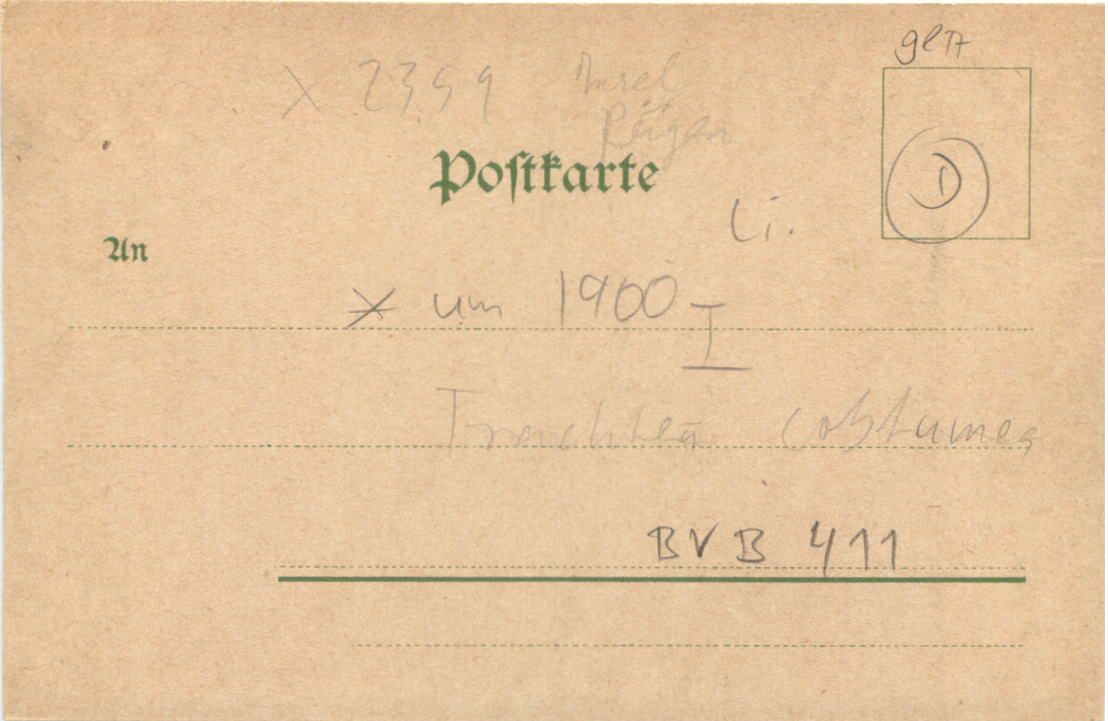 X 2359 Insel
Rügen
Postkarte
Li.
An
* um 1900 I
Trachten Costumes
BVB 411